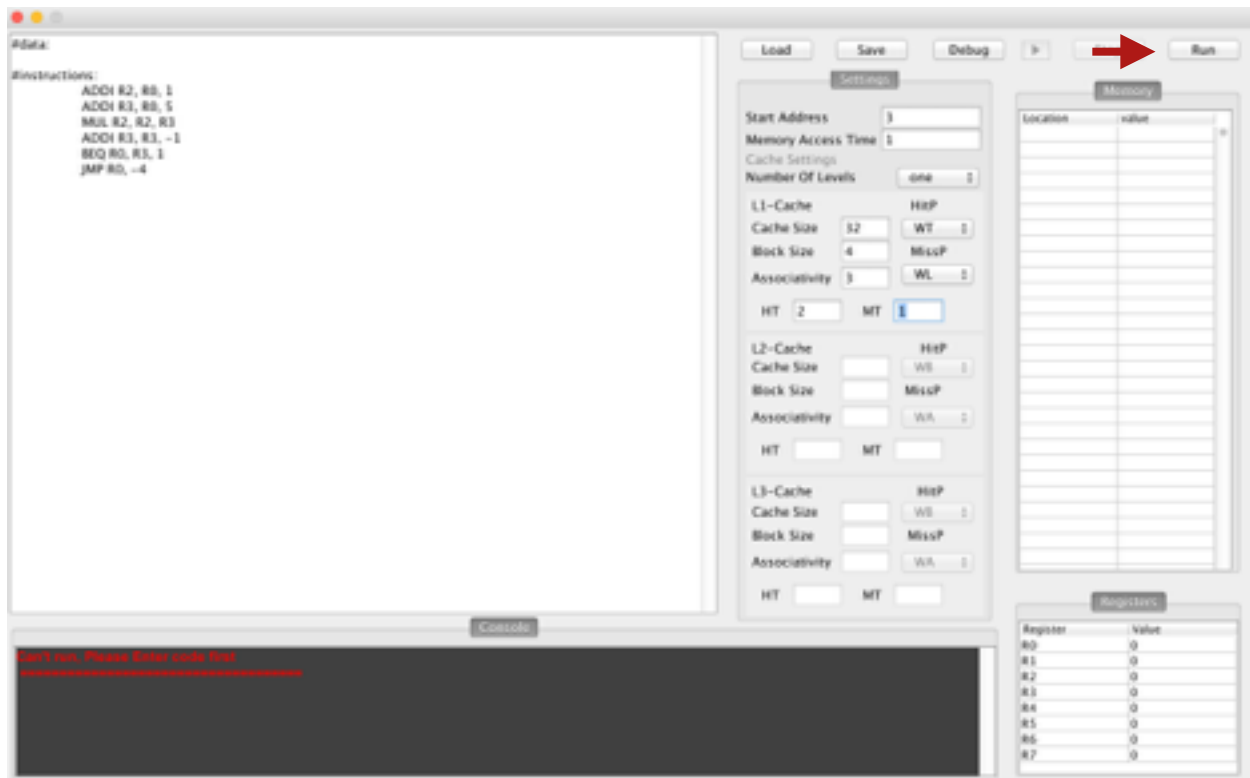 #data:
#instructions:
ADDI R2, R0, 1
ADDI R3, R0, 5
MUL R2, R2, R3
ADDI R3, R3, -1
BEQ R0, R3, 1
JMP R0, -4
Load Save Debug Run
Settings
Start Address 3
Memory Access Time 1
Cache Settings
Number Of Levels one
L1-Cache HitP
Cache Size 32 WT
Block Size 4 MissP
Associativity 3 WL
HT 2 MT 1
L2-Cache HitP
Cache Size WB
Block Size MissP
Associativity WA
HT MT
L3-Cache HitP
Cache Size WB
Block Size MissP
Associativity WA
HT MT
Memory
Location value
Console
Can't run, Please Enter code first
Registers
Register Value
R0 0
R1 0
R2 0
R3 0
R4 0
R5 0
R6 0
R7 0